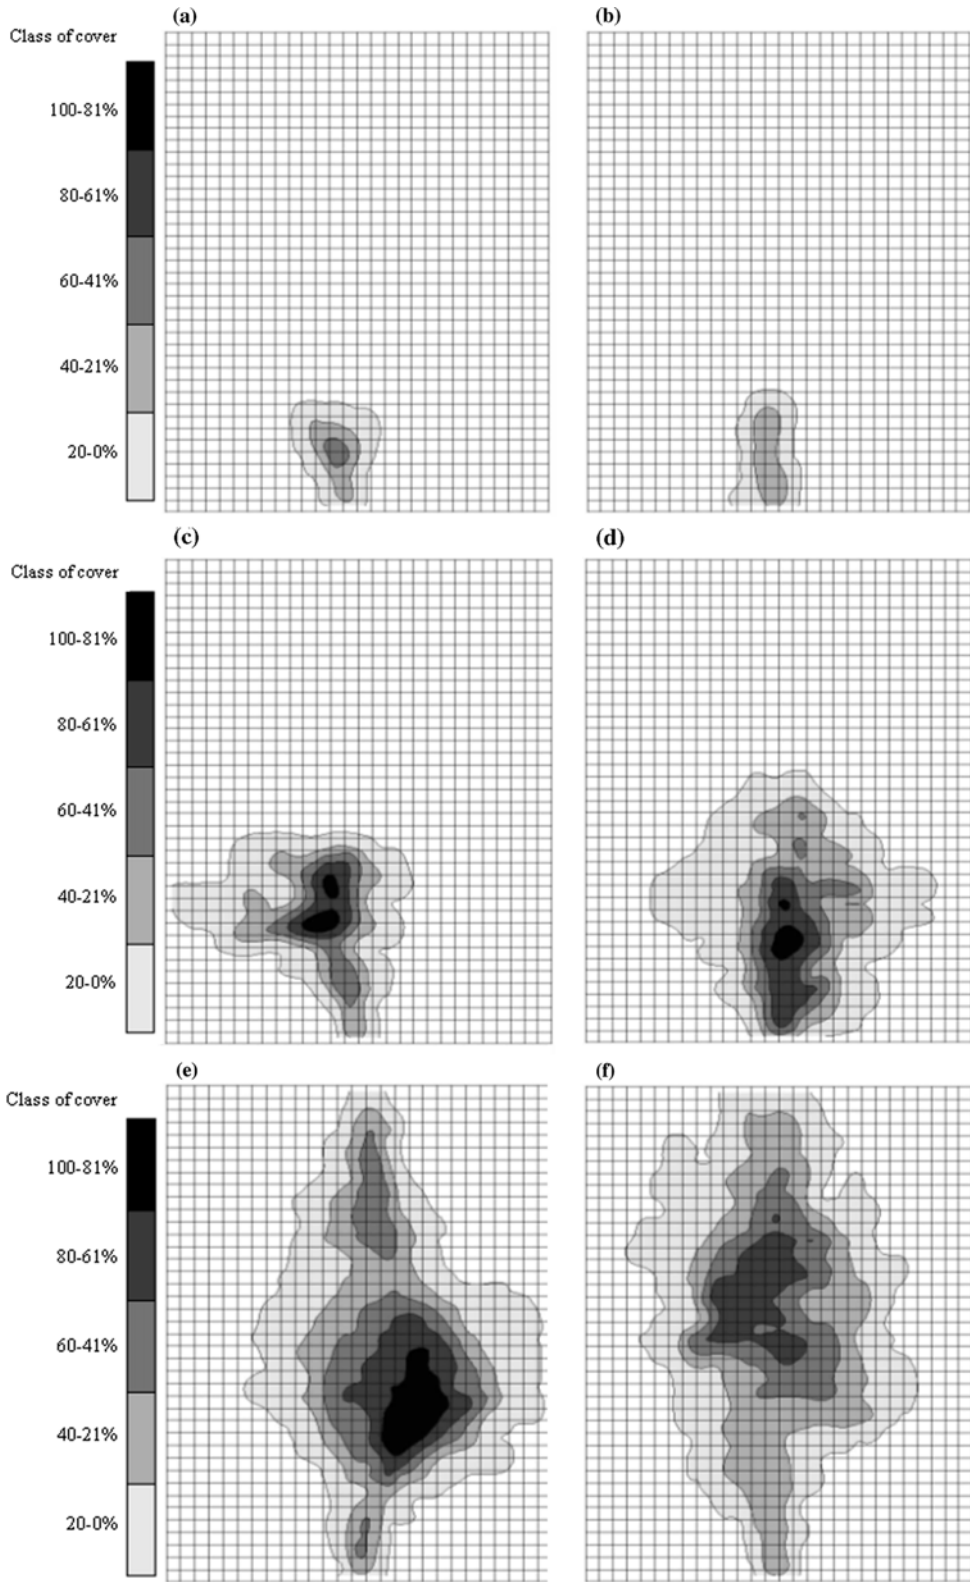 (a)
(b)
Class of cover
100-81%
80-61%
60-41%
40-21%
20-0%
(c)
(d)
Class of cover
100-81%
80-61%
60-41%
40-21%
20-0%
(e)
(f)
Class of cover
100-81%
80-61%
60-41%
40-21%
20-0%